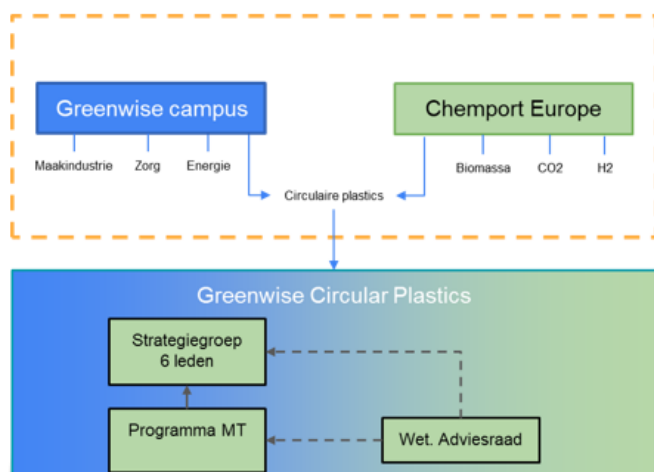 Greenwise campus
Chemport Europe
Maakindustrie
Zorg
Energie
Biomassa
CO2
H2
Circulaire plastics
Greenwise Circular Plastics
Strategiegroep
6 leden
Programma MT
Wet. Adviesraad